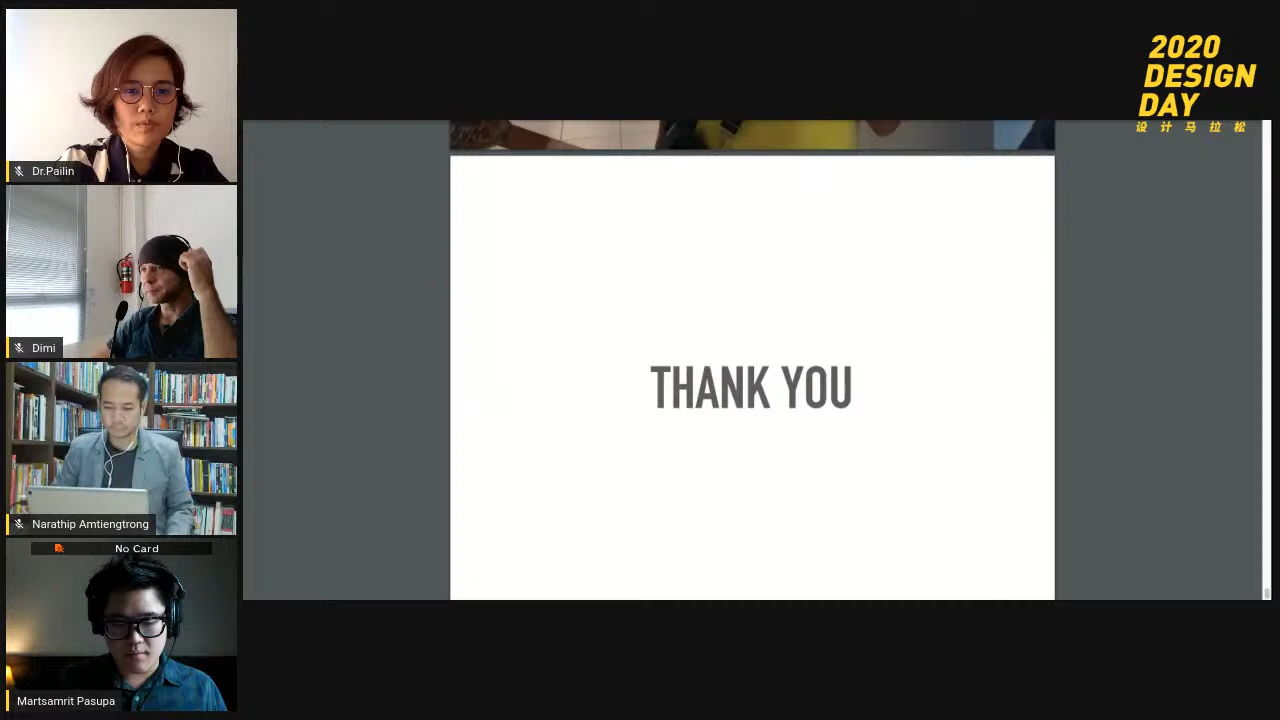 Dr.Pailin
Dimi
Narathip Amtiengtrong
No Card
Martsamrit Pasupa
2020
DESIGN
DAY
设计马拉松
THANK YOU